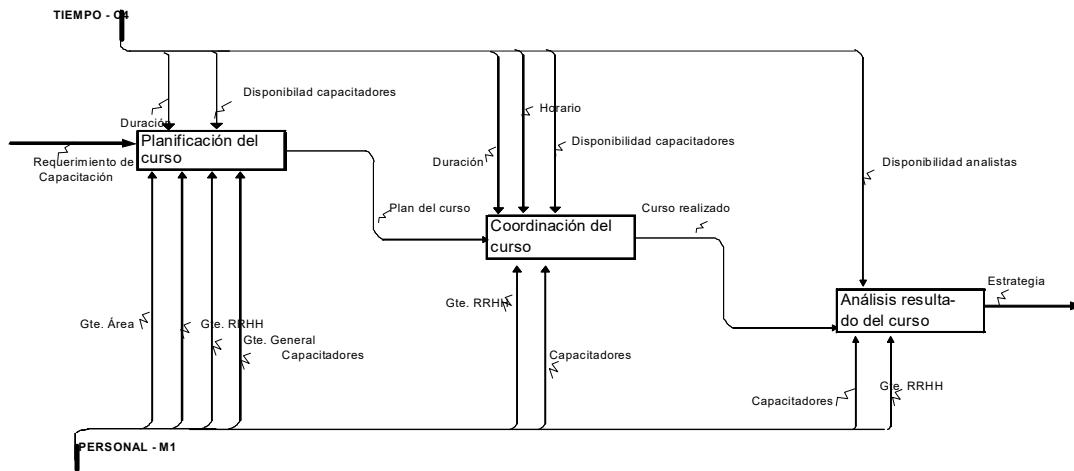 TIEMPO - C4
Disponibilad capacitadores
Duración
Horario
Planificación del
curso
Disponibilidad capacitadores
Requerimiento de
Capacitación
Duración
Disponibilidad analistas
Plan del curso
Curso realizado
Coordinación del
curso
Estrategia
Análisis resulta-
do del curso
Gte. RRHH
Gte. Área
Gte. RRHH
Gte. General
Capacitadores
Capacitadores
Gte. RRHH
Capacitadores
PERSONAL - M1